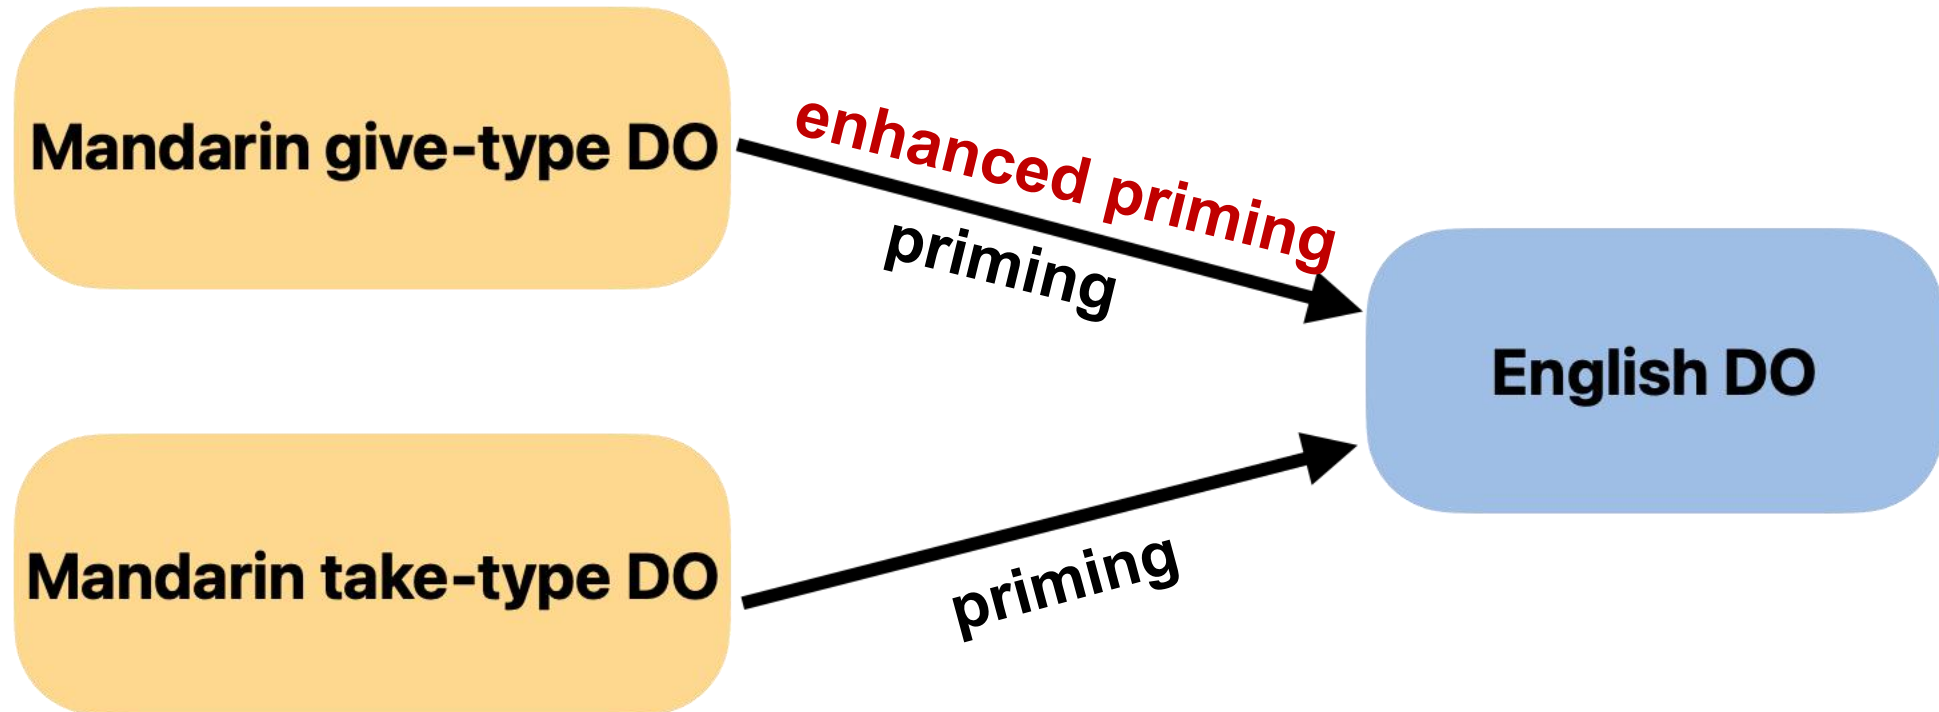 Mandarin give-type DO
enhanced priming
priming
English DO
Mandarin take-type DO
priming